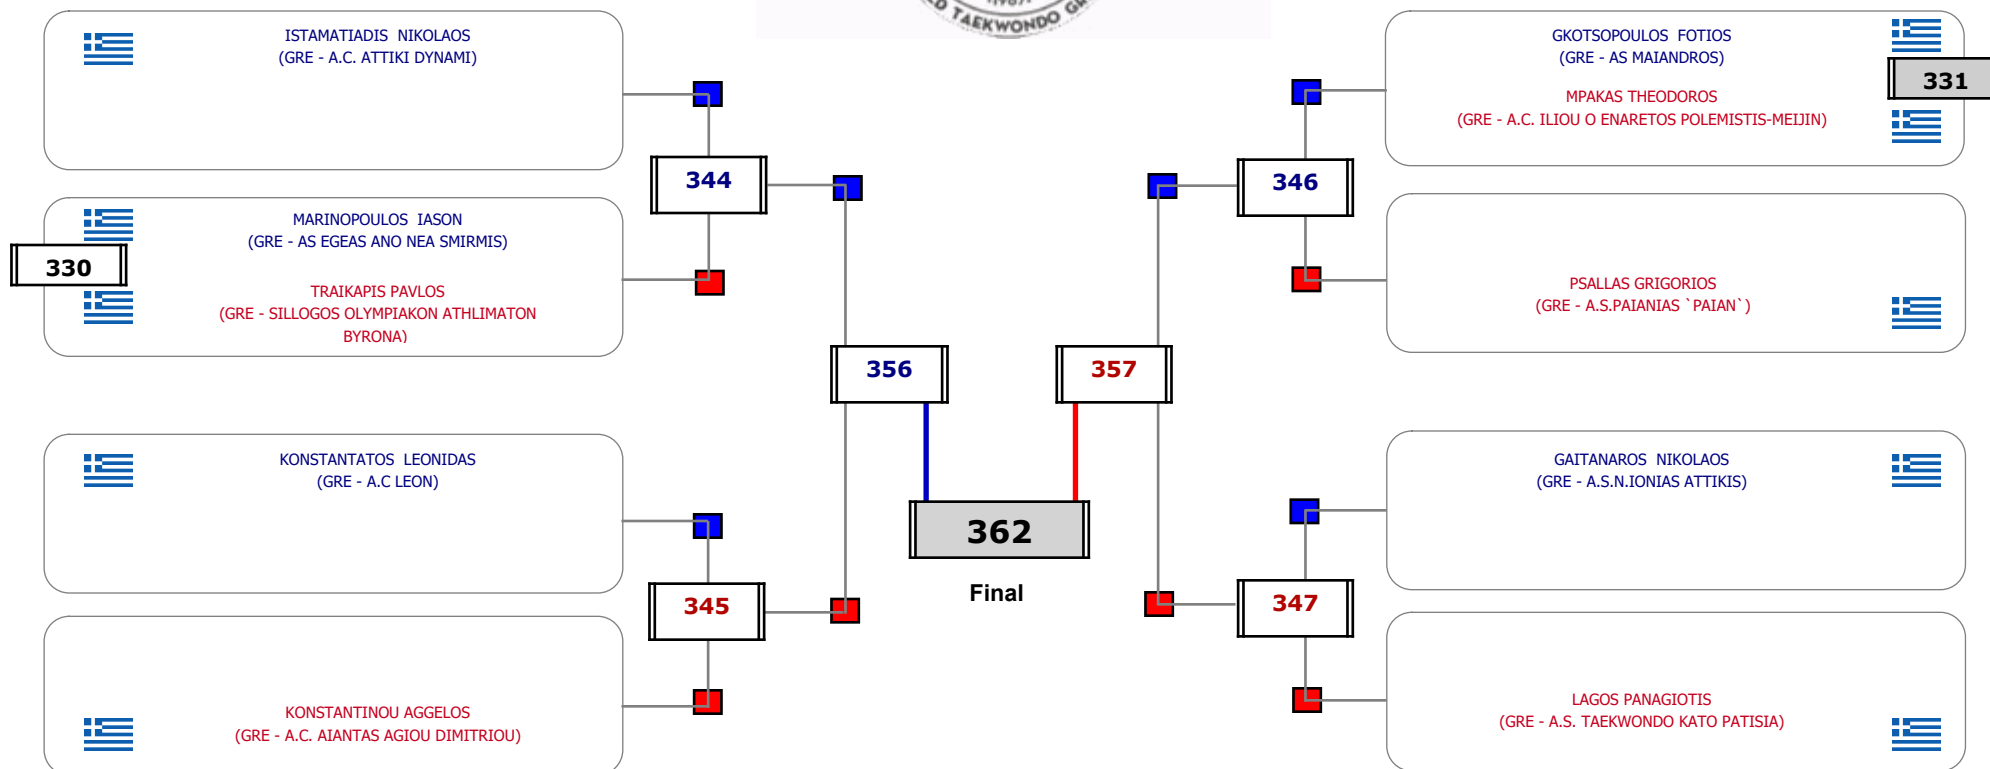 TAEKWONDO
ISTAMATIADIS NIKOLAOS
(GRE - A.C. ATTIKI DYNAMI)
344
MARINOPOULOS IASON
(GRE - AS EGEAS ANO NEA SMIRMIS)
330
TRAIKAPIS PAVLOS
(GRE - SILLOGOS OLYMPIAKON ATHLIMATON
BYRONA)
356
KONSTANTATOS LEONIDAS
(GRE - A.C LEON)
345
KONSTANTINOU AGGELOS
(GRE - A.C. AIANTAS AGIOU DIMITRIOU)
362
Final
GKOTSOPOULOS FOTIOS
(GRE - AS MAIANDROS)
331
MPAKAS THEODOROS
(GRE - A.C. ILIOU O ENARETOS POLEMISTIS-MEIJIN)
346
PSALLAS GRIGORIOS
(GRE - A.S.PAIANIAS `PAIAN`)
357
GAITANAROS NIKOLAOS
(GRE - A.S.N.IONIAS ATTIKIS)
347
LAGOS PANAGIOTIS
(GRE - A.S. TAEKWONDO KATO PATISIA)